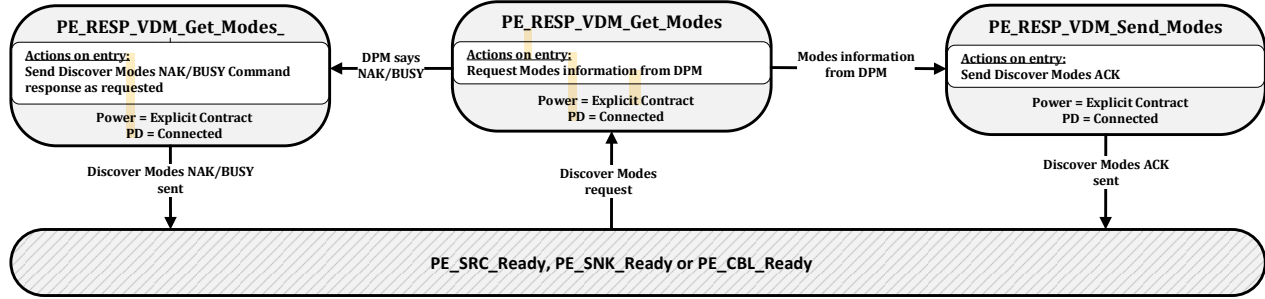 PE_RESP_VDM_Get_Modes_
Actions on entry:
Send Discover Modes NAK/BUSY Command
response as requested
Power = Explicit Contract
PD = Connected
DPM says
NAK/BUSY
PE_RESP_VDM_Get_Modes
Actions on entry:
Request Modes information from DPM
Power = Explicit Contract
PD = Connected
Modes information
from DPM
PE_RESP_VDM_Send_Modes
Actions on entry:
Send Discover Modes ACK
Power = Explicit Contract
PD = Connected
Discover Modes NAK/BUSY
sent
Discover Modes
request
Discover Modes ACK
sent
PE_SRC_Ready, PE_SNK_Ready or PE_CBL_Ready